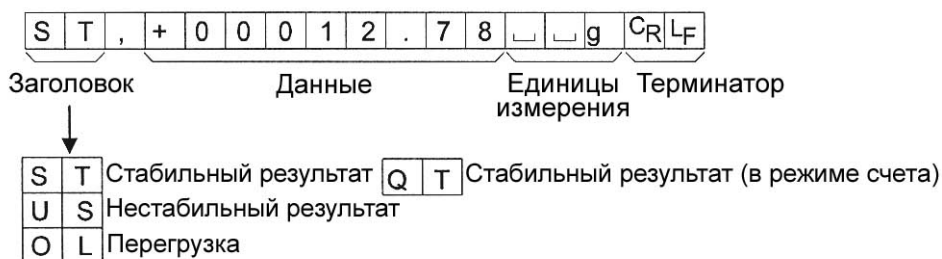 S T , + 0 0 0 1 2 . 7 8 ␣ ␣ g CR LF
Заголовок Данные Единицы измерения Терминатор
S T Стабильный результат Q T Стабильный результат (в режиме счета)
U S Нестабильный результат
O L Перегрузка